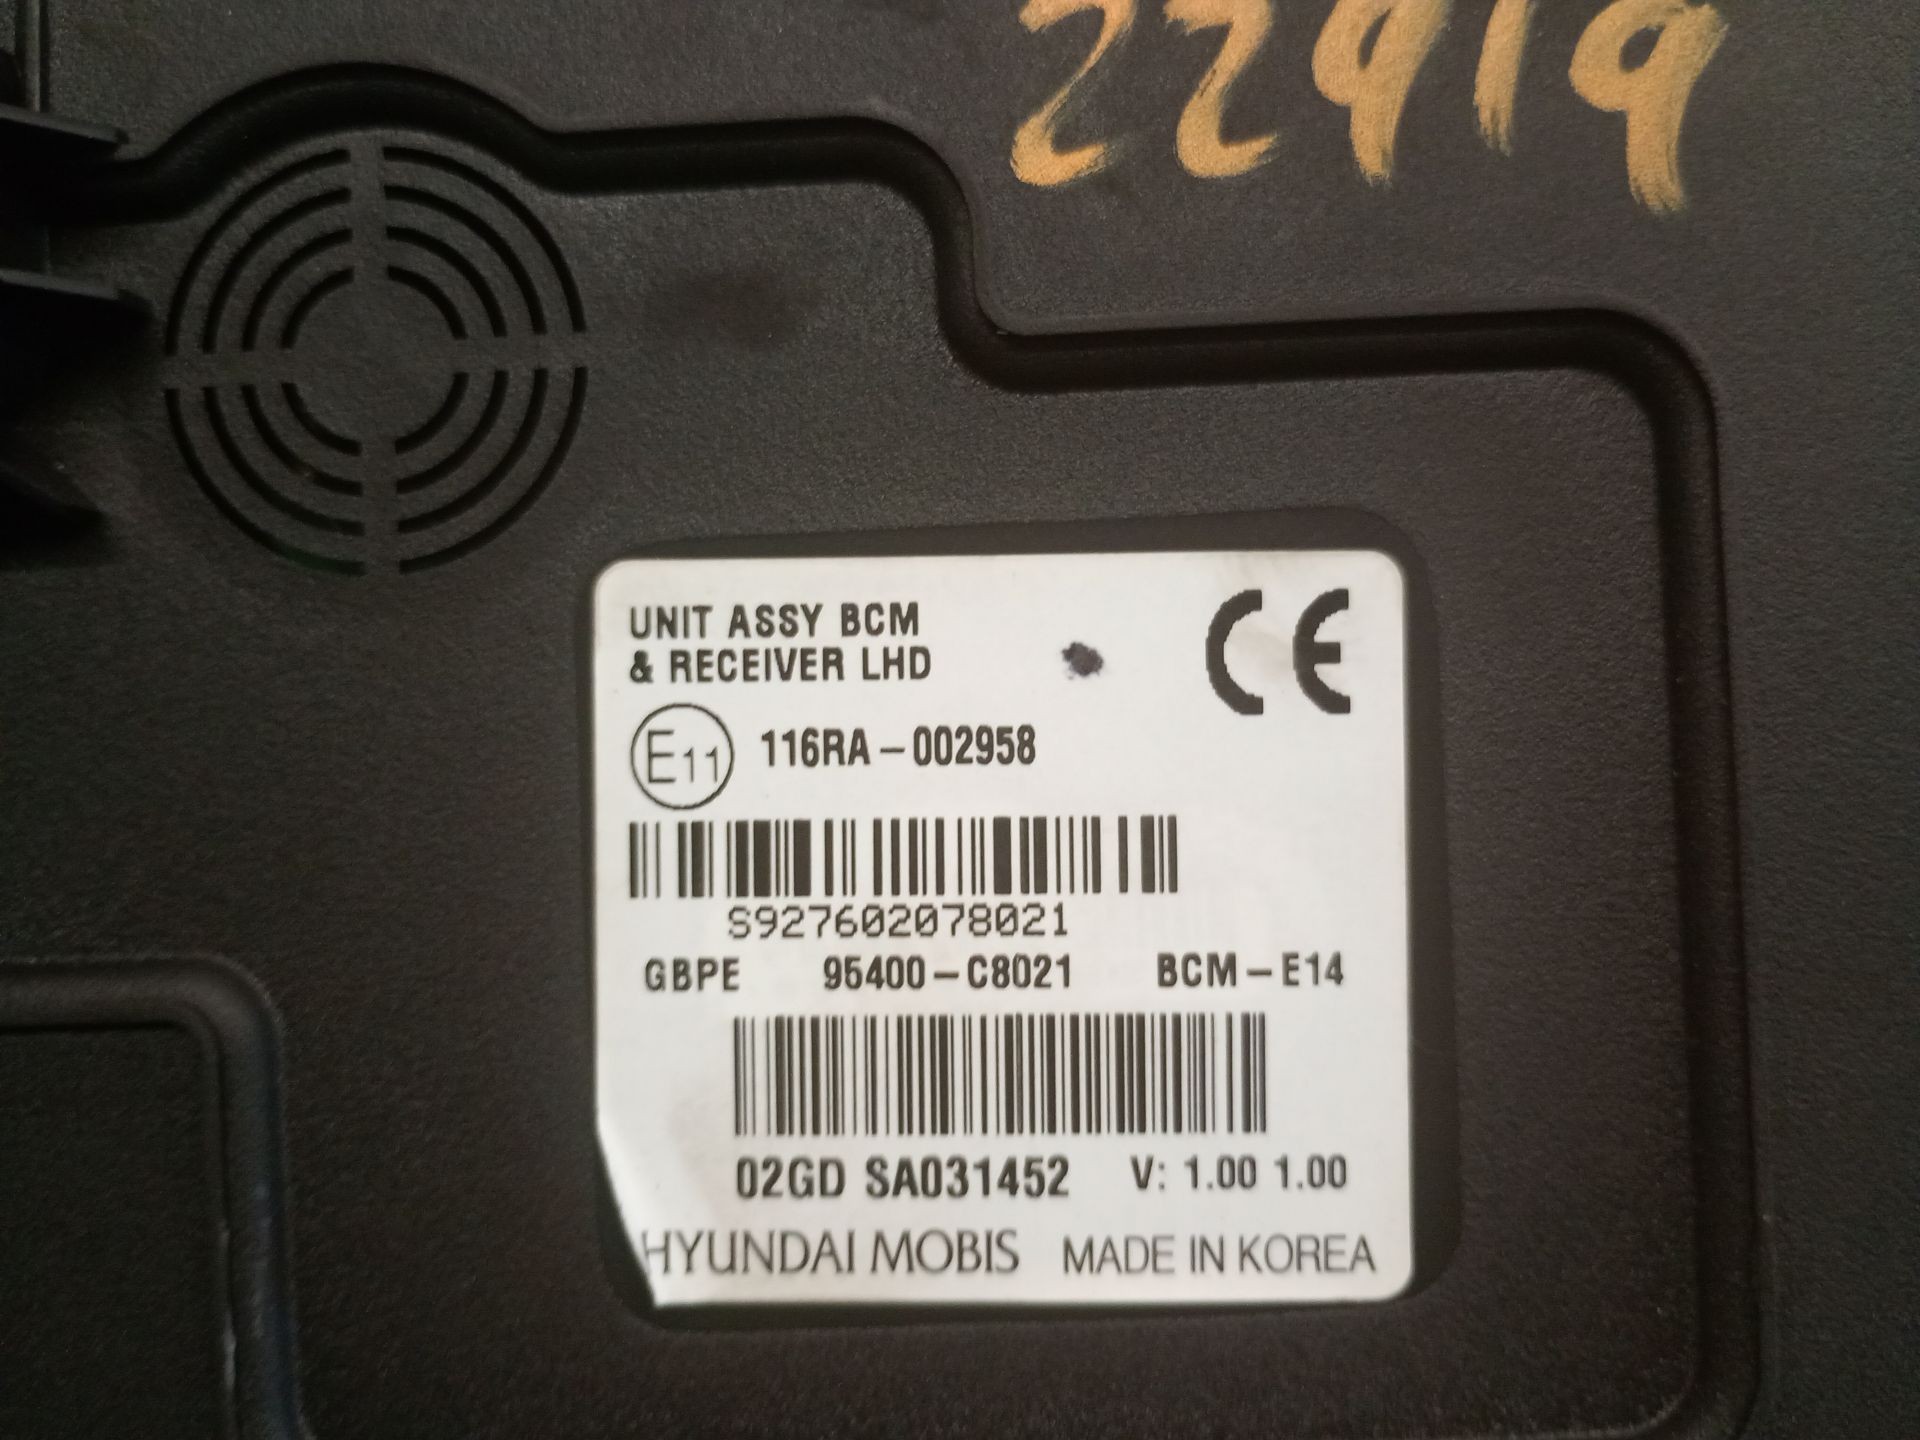 22919
UNIT ASSY BCM
& RECEIVER LHD
CE
E11 116RA-002958
S927602078021
GBPE 95400-C8021 BCM-E14
02GD SA031452 V: 1.00 1.00
HYUNDAI MOBIS MADE IN KOREA